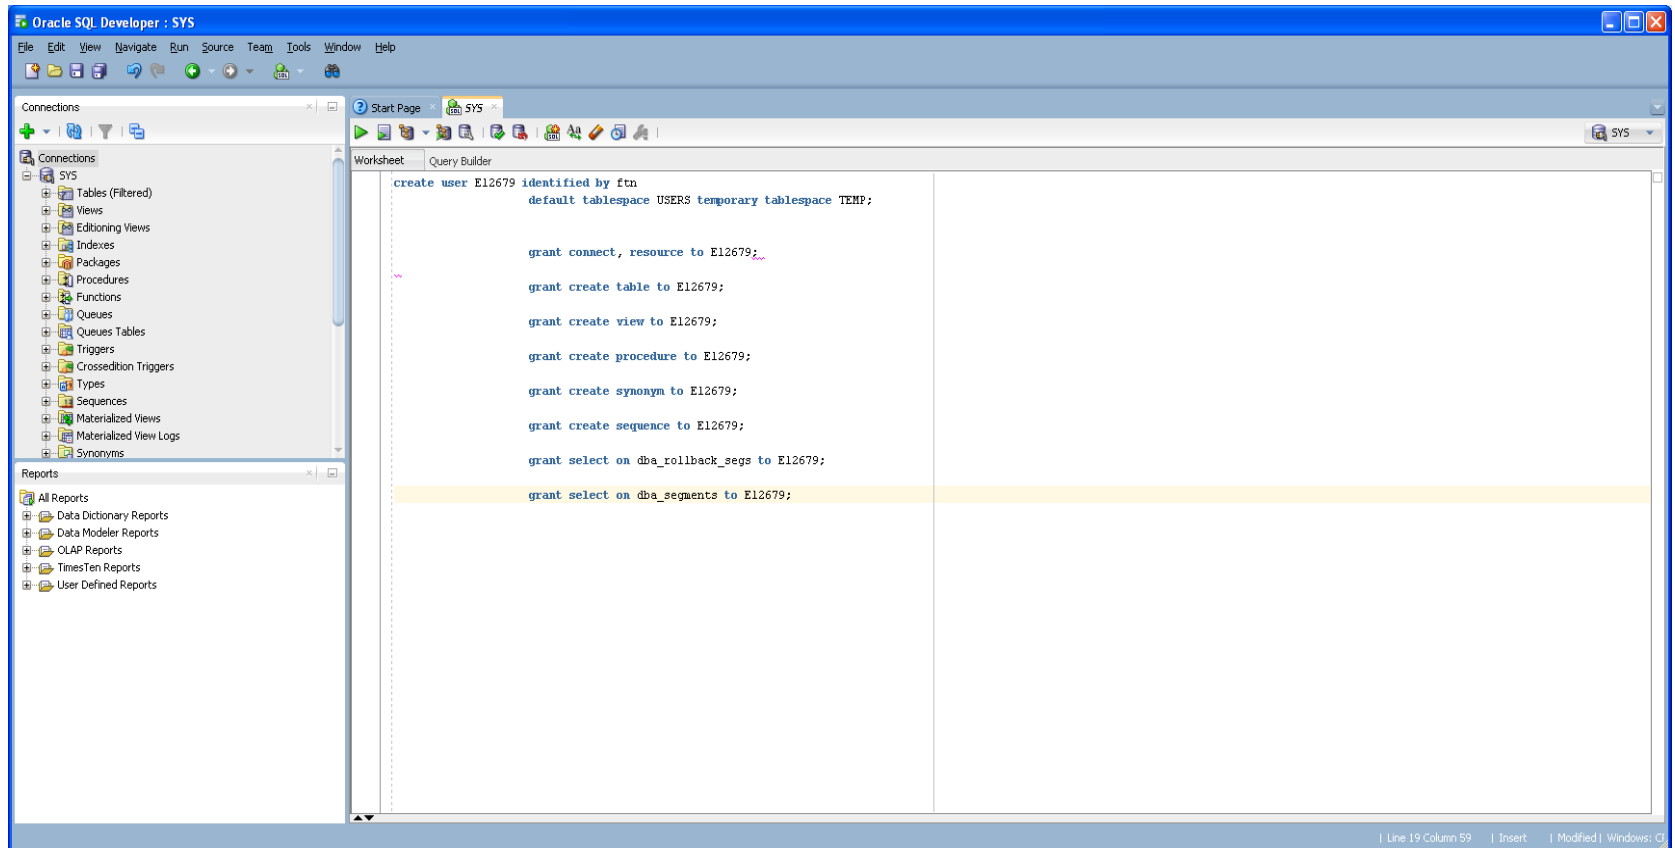 Oracle SQL Developer : SYS
File Edit View Navigate Run Source Team Tools Window Help
Connections
Start Page
SYS
SYS
Connections
SYS
Tables (Filtered)
Views
Editioning Views
Indexes
Packages
Procedures
Functions
Queues
Queues Tables
Triggers
Crossedition Triggers
Types
Sequences
Materialized Views
Materialized View Logs
Synonyms
Reports
All Reports
Data Dictionary Reports
Data Modeler Reports
OLAP Reports
TimesTen Reports
User Defined Reports
Worksheet Query Builder
create user E12679 identified by ftn
default tablespace USERS temporary tablespace TEMP;
grant connect, resource to E12679;
grant create table to E12679;
grant create view to E12679;
grant create procedure to E12679;
grant create synonym to E12679;
grant create sequence to E12679;
grant select on dba_rollback_segs to E12679;
grant select on dba_segments to E12679;
| Line 19 Column 59 | Insert | Modified | Windows: